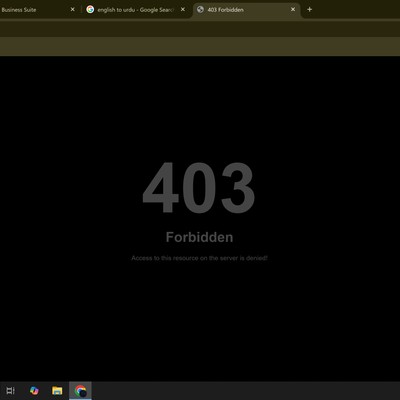 Business Suite
english to urdu - Google Search
403 Forbidden
403
Forbidden
Access to this resource on the server is denied!